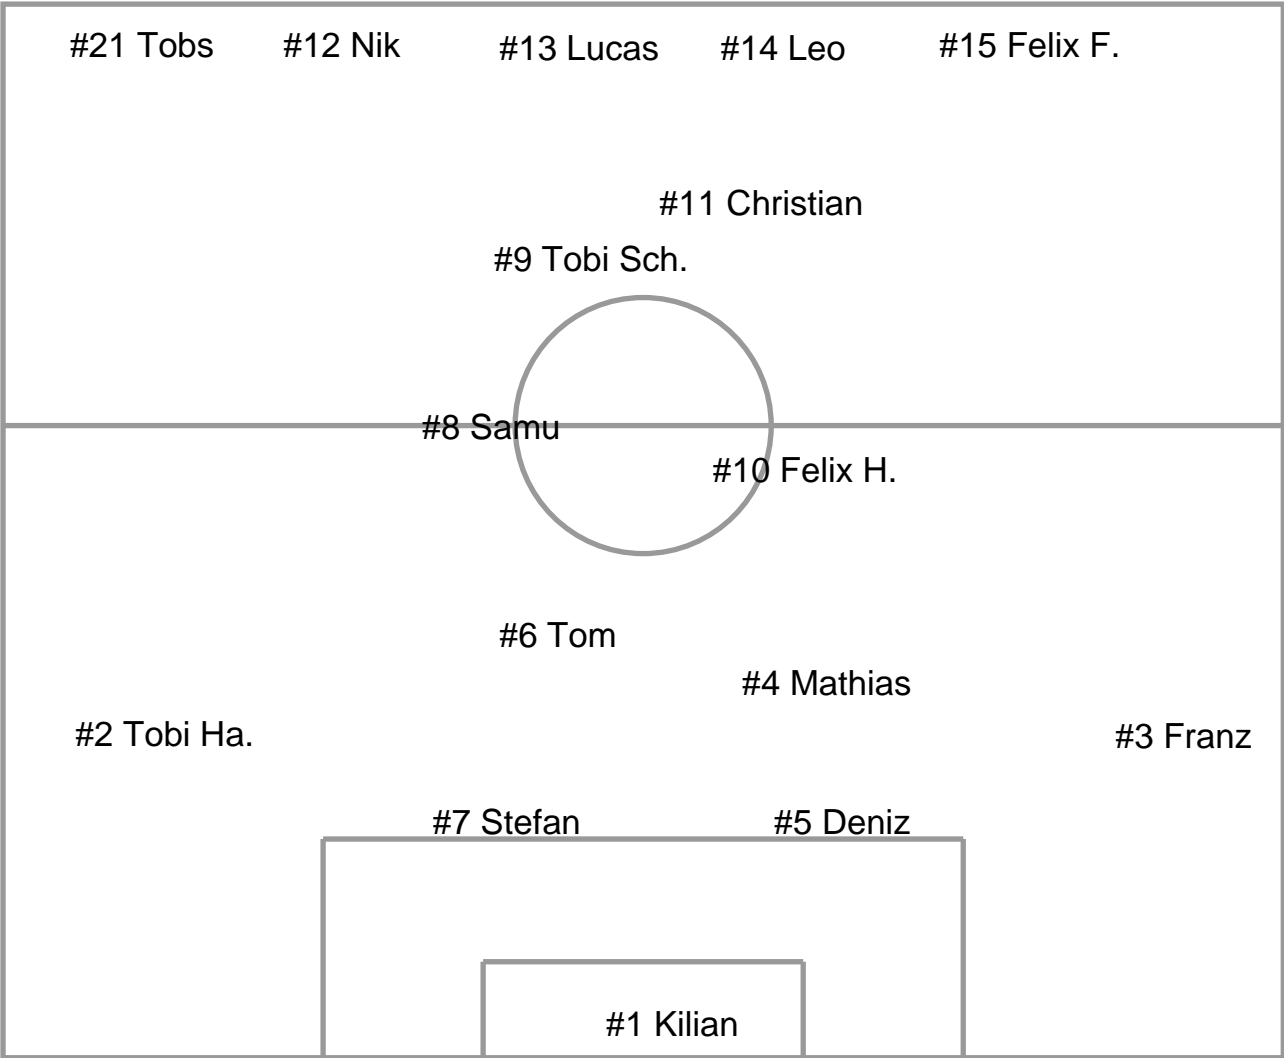 #21 Tobs
#12 Nik
#13 Lucas
#14 Leo
#15 Felix F.
#11 Christian
#9 Tobi Sch.
#8 Samu
#10 Felix H.
#6 Tom
#4 Mathias
#2 Tobi Ha.
#3 Franz
#7 Stefan
#5 Deniz
#1 Kilian